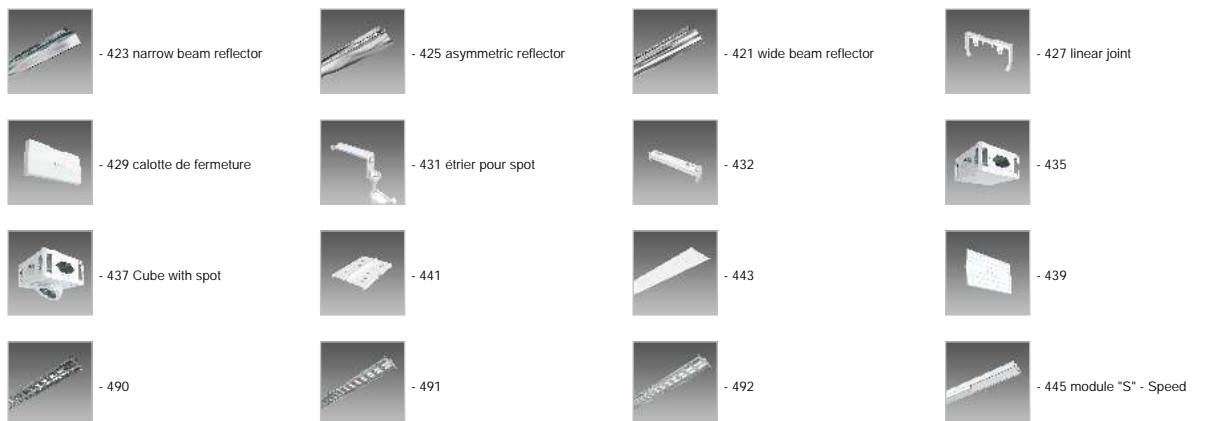 - 423 narrow beam reflector
- 425 asymmetric reflector
- 421 wide beam reflector
- 427 linear joint
- 429 calotte de fermeture
- 431 étrier pour spot
- 432
- 435
- 437 Cube with spot
- 441
- 443
- 439
- 490
- 491
- 492
- 445 module "S" - Speed